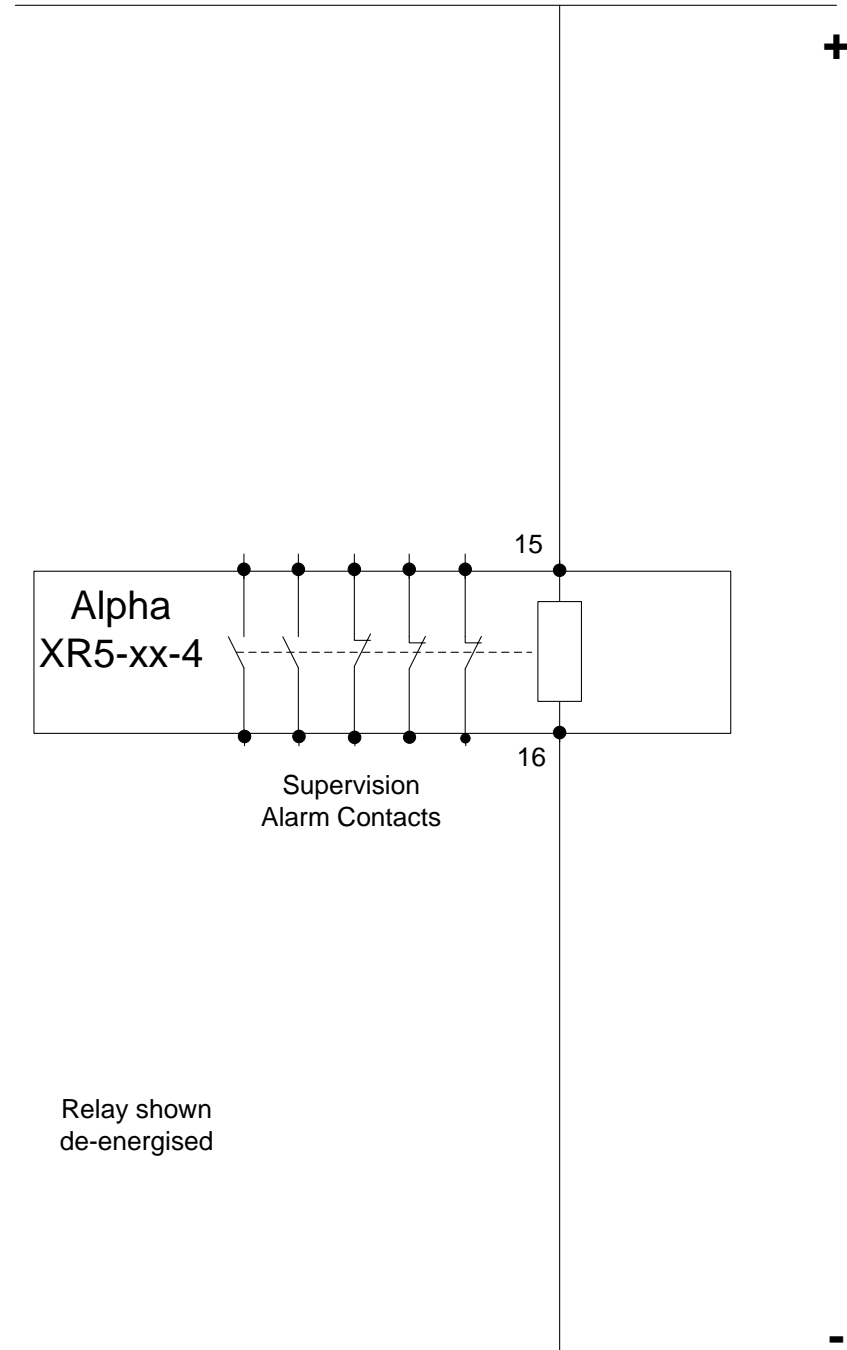 +
15
Alpha
XR5-xx-4
16
Supervision
Alarm Contacts
Relay shown
de-energised
-